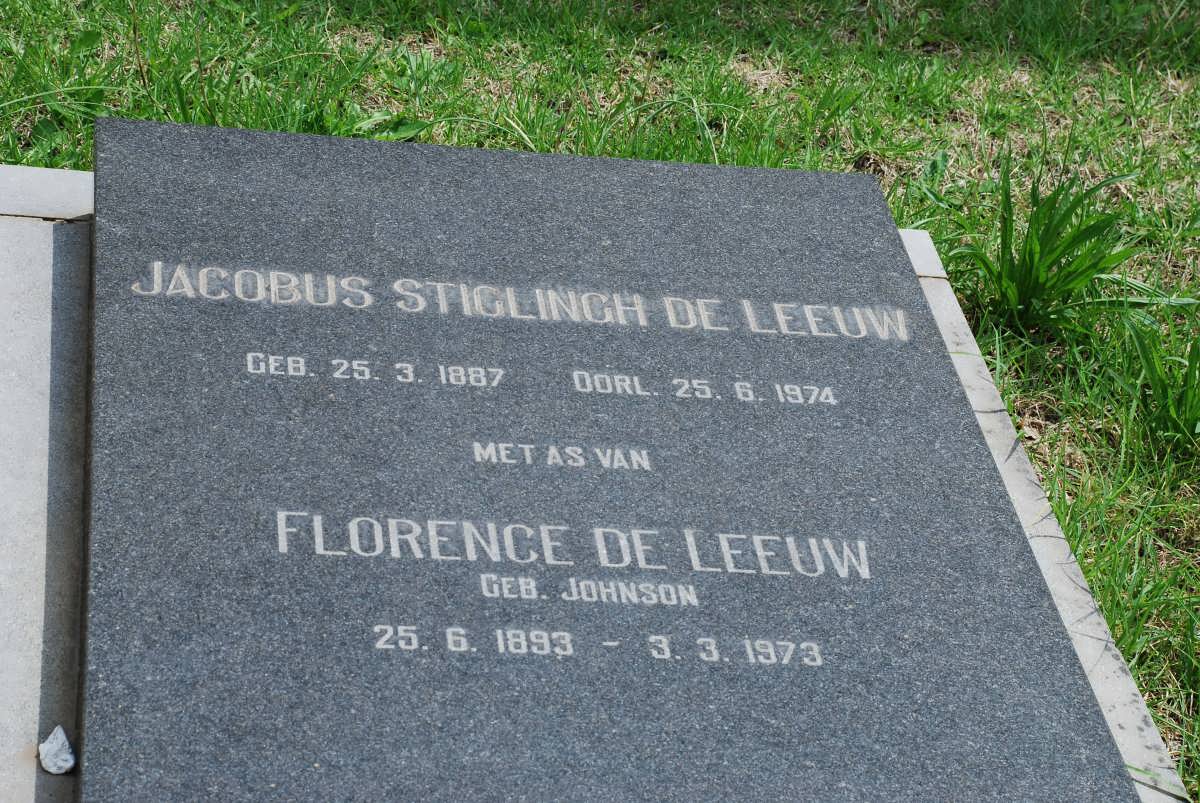 JACOBUS STIGLINGH DE LEEUW
GEB. 25. 3. 1887 OORL. 25. 6. 1974
MET AS VAN
FLORENCE DE LEEUW
GEB. JOHNSON
25. 6. 1893 - 3. 3. 1973